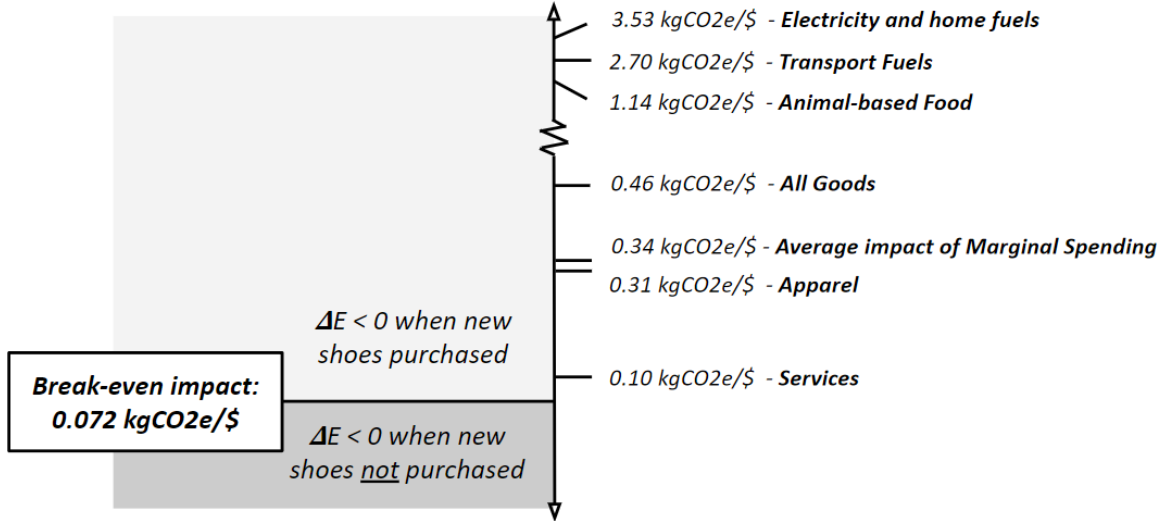 3.53 kgCO2e/$ - Electricity and home fuels
2.70 kgCO2e/$ - Transport Fuels
1.14 kgCO2e/$ - Animal-based Food
0.46 kgCO2e/$ - All Goods
0.34 kgCO2e/$ - Average impact of Marginal Spending
0.31 kgCO2e/$ - Apparel
ΔE < 0 when new
shoes purchased
0.10 kgCO2e/$ - Services
Break-even impact:
0.072 kgCO2e/$
ΔE < 0 when new
shoes not purchased